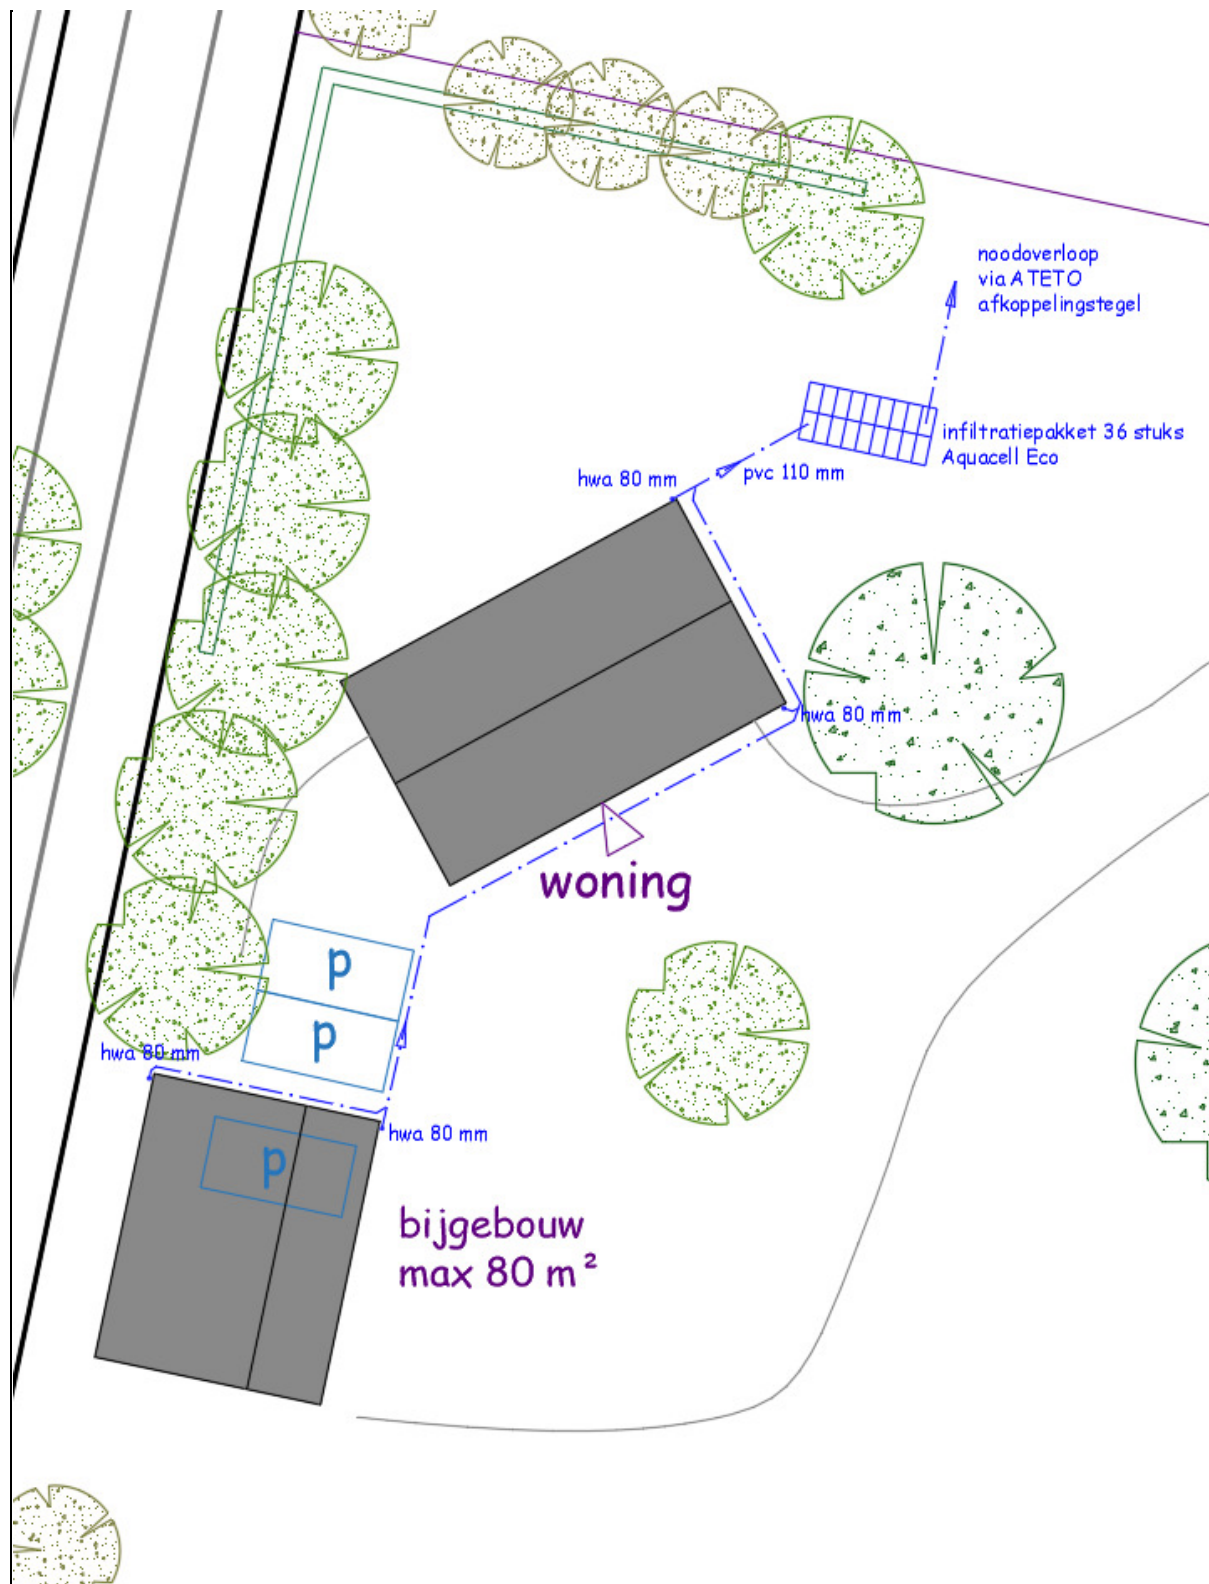 noodoverloop
via ATETO
afkoppelingstegel
infiltratiepakket 36 stuks
Aquacell Eco
hwa 80 mm
pvc 110 mm
hwa 80 mm
woning
p
p
hwa 80 mm
hwa 80 mm
p
bijgebouw
max 80 m²